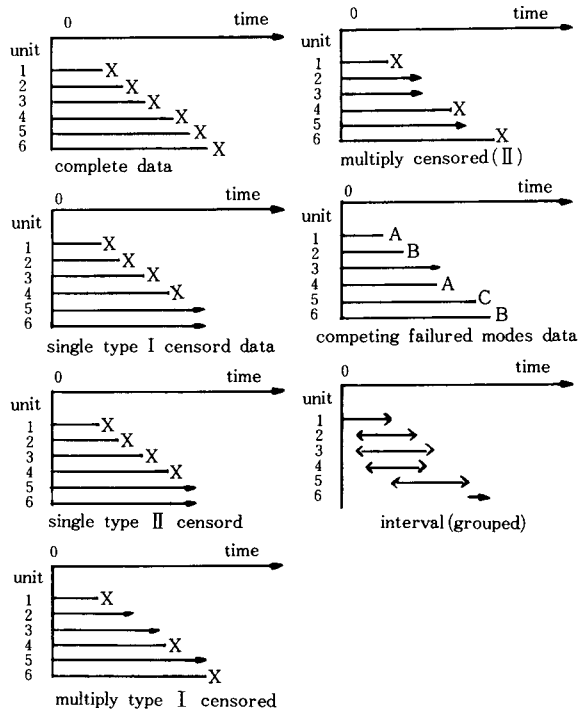 0 time
unit
1 X
2 X
3 X
4 X
5 X
6 X
complete data
0 time
unit
1 X
2 X
3 X
4 X
5
6
single type I censord data
0 time
unit
1 X
2 X
3 X
4 X
5
6
single type II censord
0 time
unit
1 X
2
3
4 X
5
6 X
multiply type I censored
0 time
unit
1 X
2
3
4 X
5
6 X
multiply censored (II)
0 time
unit
1 A
2 B
3
4 A
5 C
6 B
competing failured modes data
0 time
unit
1
2
3
4
5
6
interval (grouped)